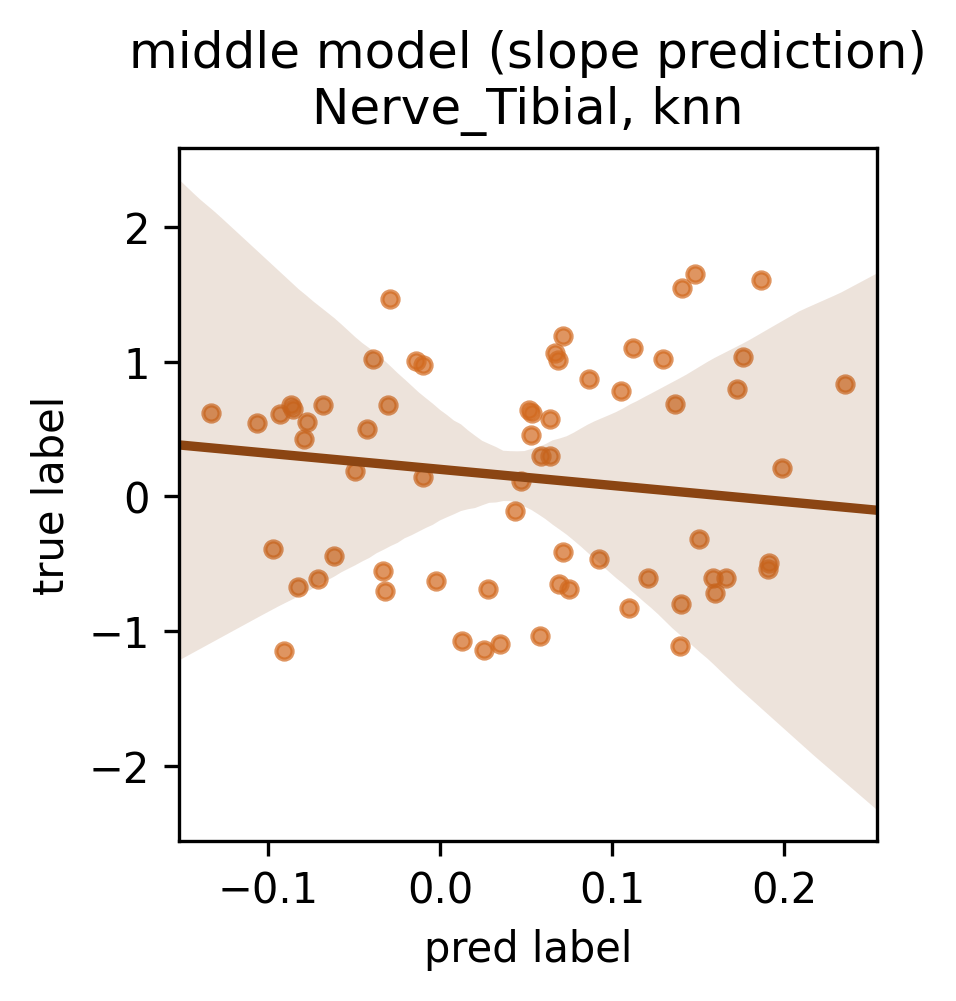 middle model (slope prediction)
Nerve_Tibial, knn
2
1
0
−1
−2
true label
−0.1
0.0
0.1
0.2
pred label